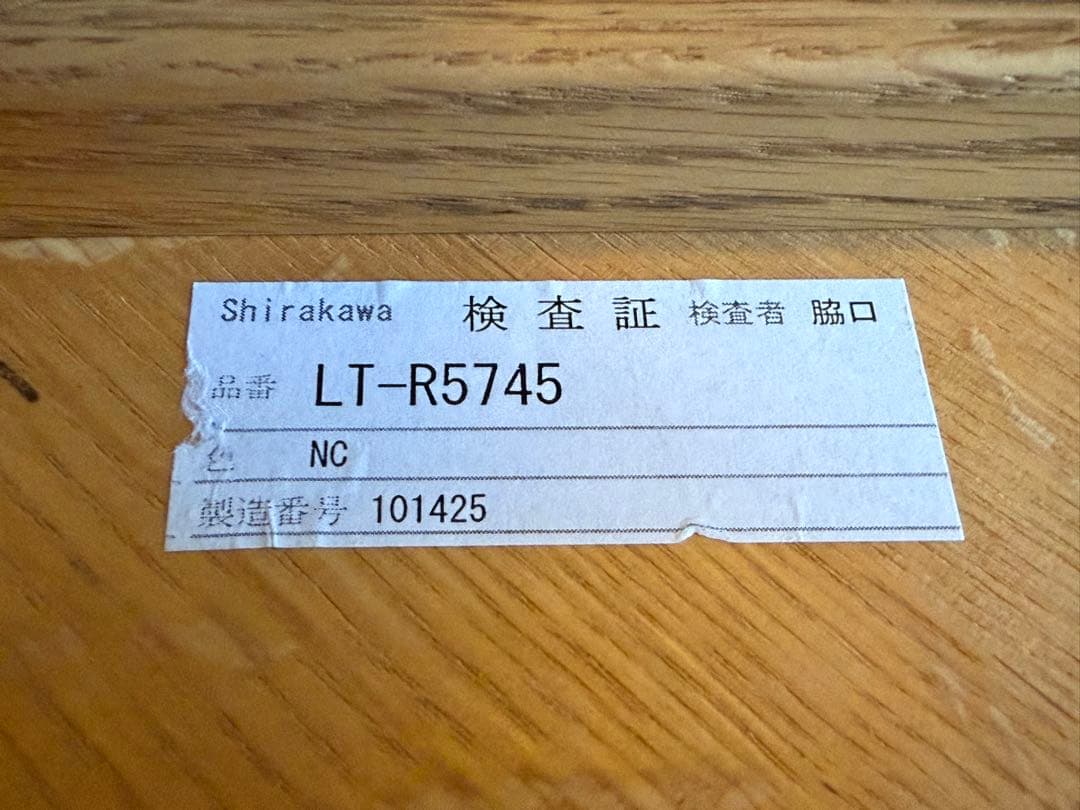 Shirakawa 検査証 検査者 脇口
品番 LT-R5745
色 NC
製造番号 101425